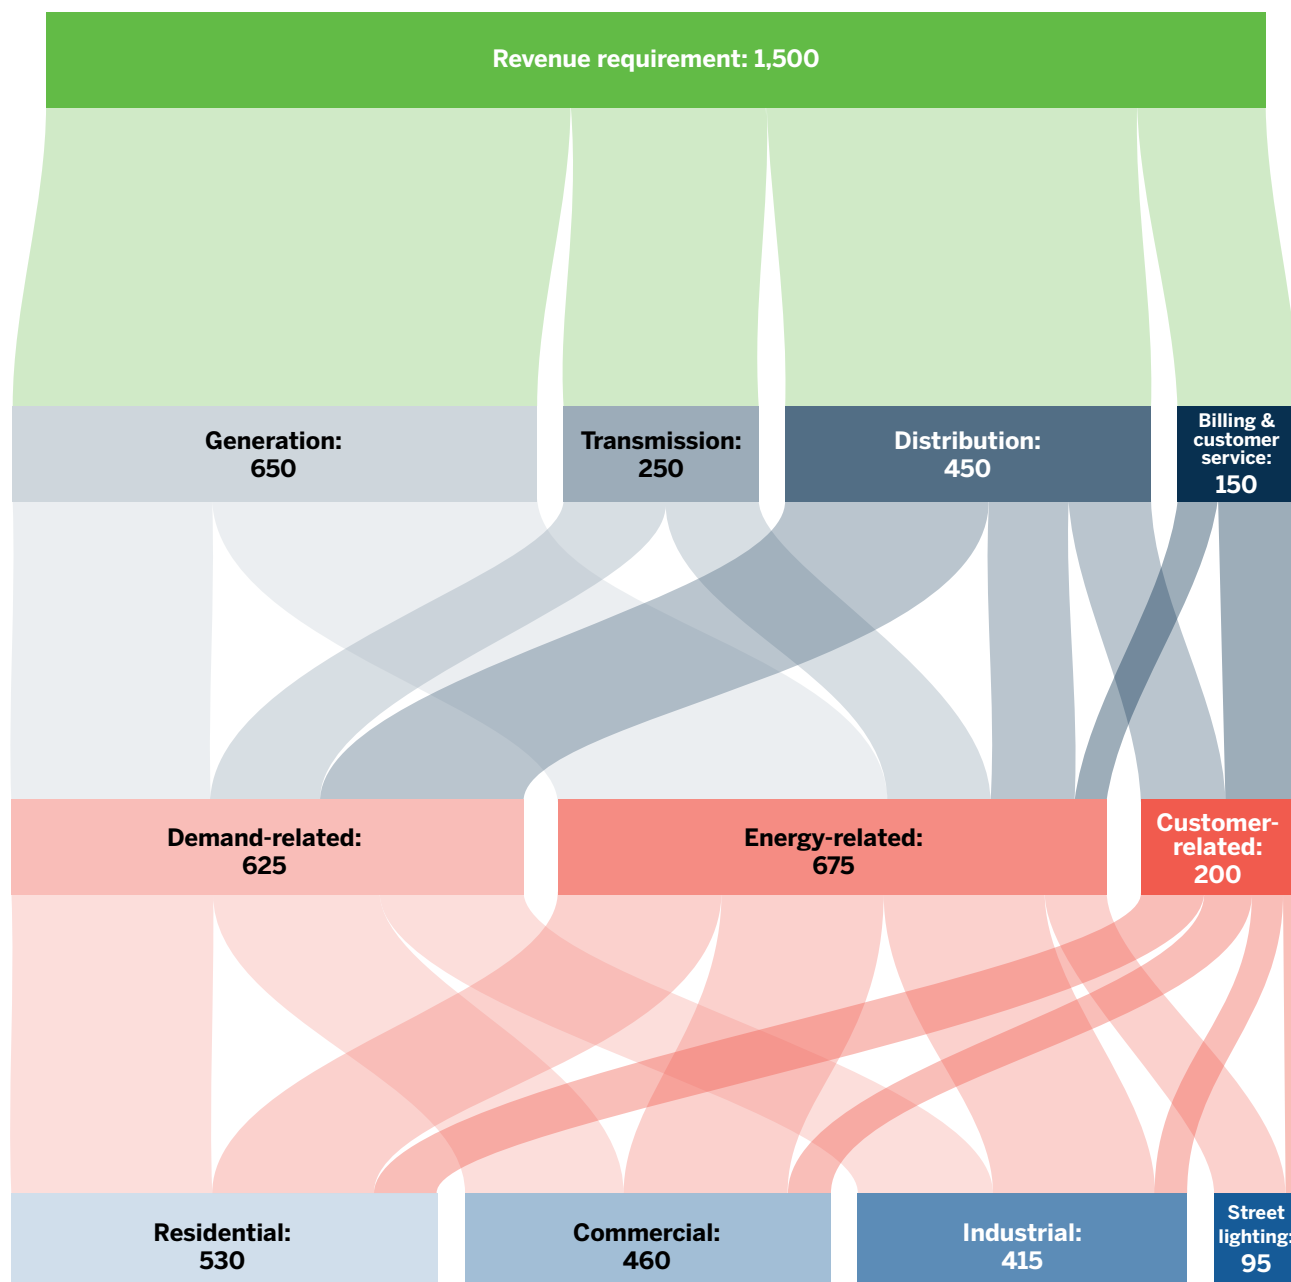 Revenue requirement: 1,500
Generation:
650
Transmission:
250
Distribution:
450
Billing &
customer
service:
150
Demand-related:
625
Energy-related:
675
Customer-
related:
200
Residential:
530
Commercial:
460
Industrial:
415
Street
lighting:
95